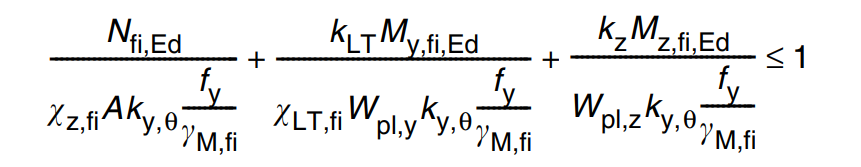 N_fi,Ed / (χ_z,fi A k_y,θ f_y / γ_M,fi) + k_LT M_y,fi,Ed / (χ_LT,fi W_pl,y k_y,θ f_y / γ_M,fi) + k_z M_z,fi,Ed / (W_pl,z k_y,θ f_y / γ_M,fi) ≤ 1